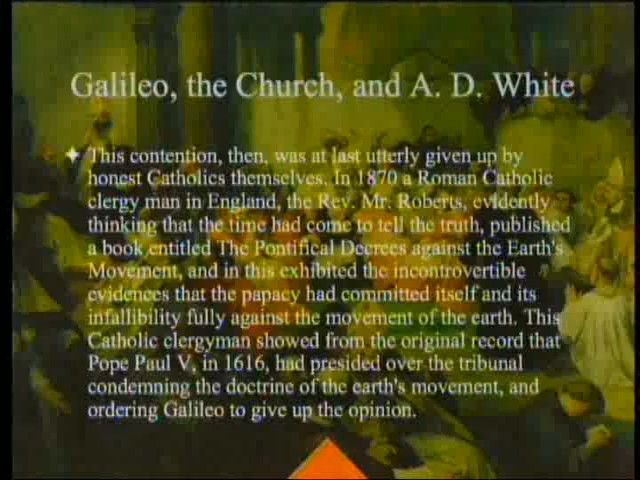 Galileo, the Church, and A. D. White
This contention, then, was at last utterly given up by
honest Catholics themselves. In 1870 a Roman Catholic
clergy man in England, the Rev. Mr. Roberts, evidently
thinking that the time had come to tell the truth, published
a book entitled The Pontifical Decrees against the Earth's
Movement, and in this exhibited the incontrovertible
evidences that the papacy had committed itself and its
infallibility fully against the movement of the earth. This
Catholic clergyman showed from the original record that
Pope Paul V, in 1616, had presided over the tribunal
condemning the doctrine of the earth's movement, and
ordering Galileo to give up the opinion.